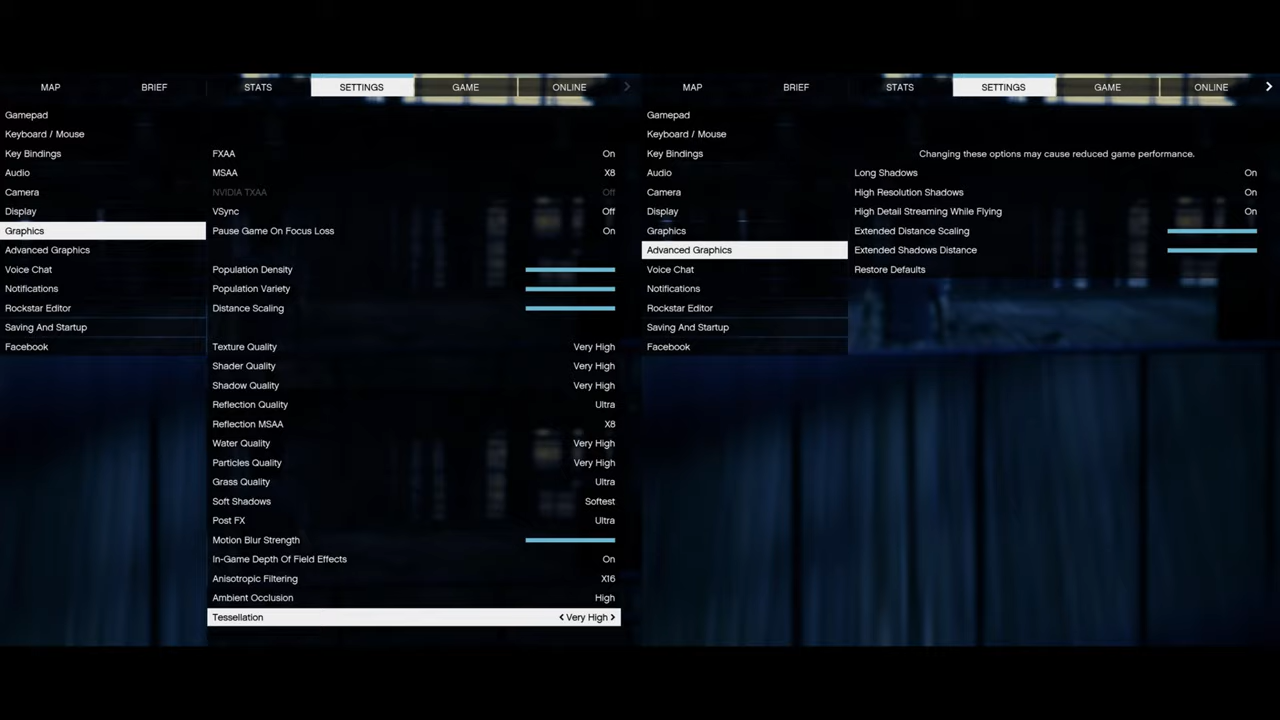 MAP BRIEF STATS SETTINGS GAME ONLINE
Gamepad
Keyboard / Mouse
Key Bindings
Audio
Camera
Display
Graphics
Advanced Graphics
Voice Chat
Notifications
Rockstar Editor
Saving And Startup
Facebook
FXAA On
MSAA X8
NVIDIA TXAA Off
VSync Off
Pause Game On Focus Loss On
Population Density
Population Variety
Distance Scaling
Texture Quality Very High
Shader Quality Very High
Shadow Quality Very High
Reflection Quality Ultra
Reflection MSAA X8
Water Quality Very High
Particles Quality Very High
Grass Quality Ultra
Soft Shadows Softest
Post FX Ultra
Motion Blur Strength
In-Game Depth Of Field Effects On
Anisotropic Filtering X16
Ambient Occlusion High
Tessellation < Very High >
MAP BRIEF STATS SETTINGS GAME ONLINE >
Gamepad
Keyboard / Mouse
Key Bindings
Audio
Camera
Display
Graphics
Advanced Graphics
Voice Chat
Notifications
Rockstar Editor
Saving And Startup
Facebook
Changing these options may cause reduced game performance.
Long Shadows On
High Resolution Shadows On
High Detail Streaming While Flying On
Extended Distance Scaling
Extended Shadows Distance
Restore Defaults